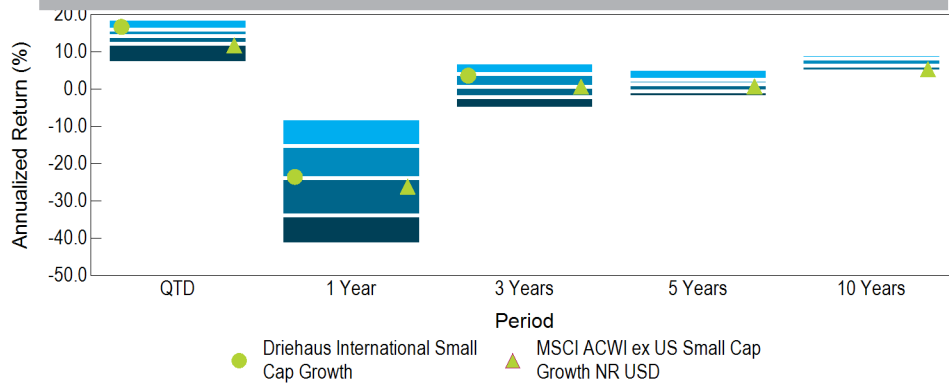 20.0
10.0
0.0
-10.0
-20.0
-30.0
-40.0
-50.0
Annualized Return (%)
QTD 1 Year 3 Years 5 Years 10 Years
Period
Driehaus International Small
Cap Growth
MSCI ACWI ex US Small Cap
Growth NR USD